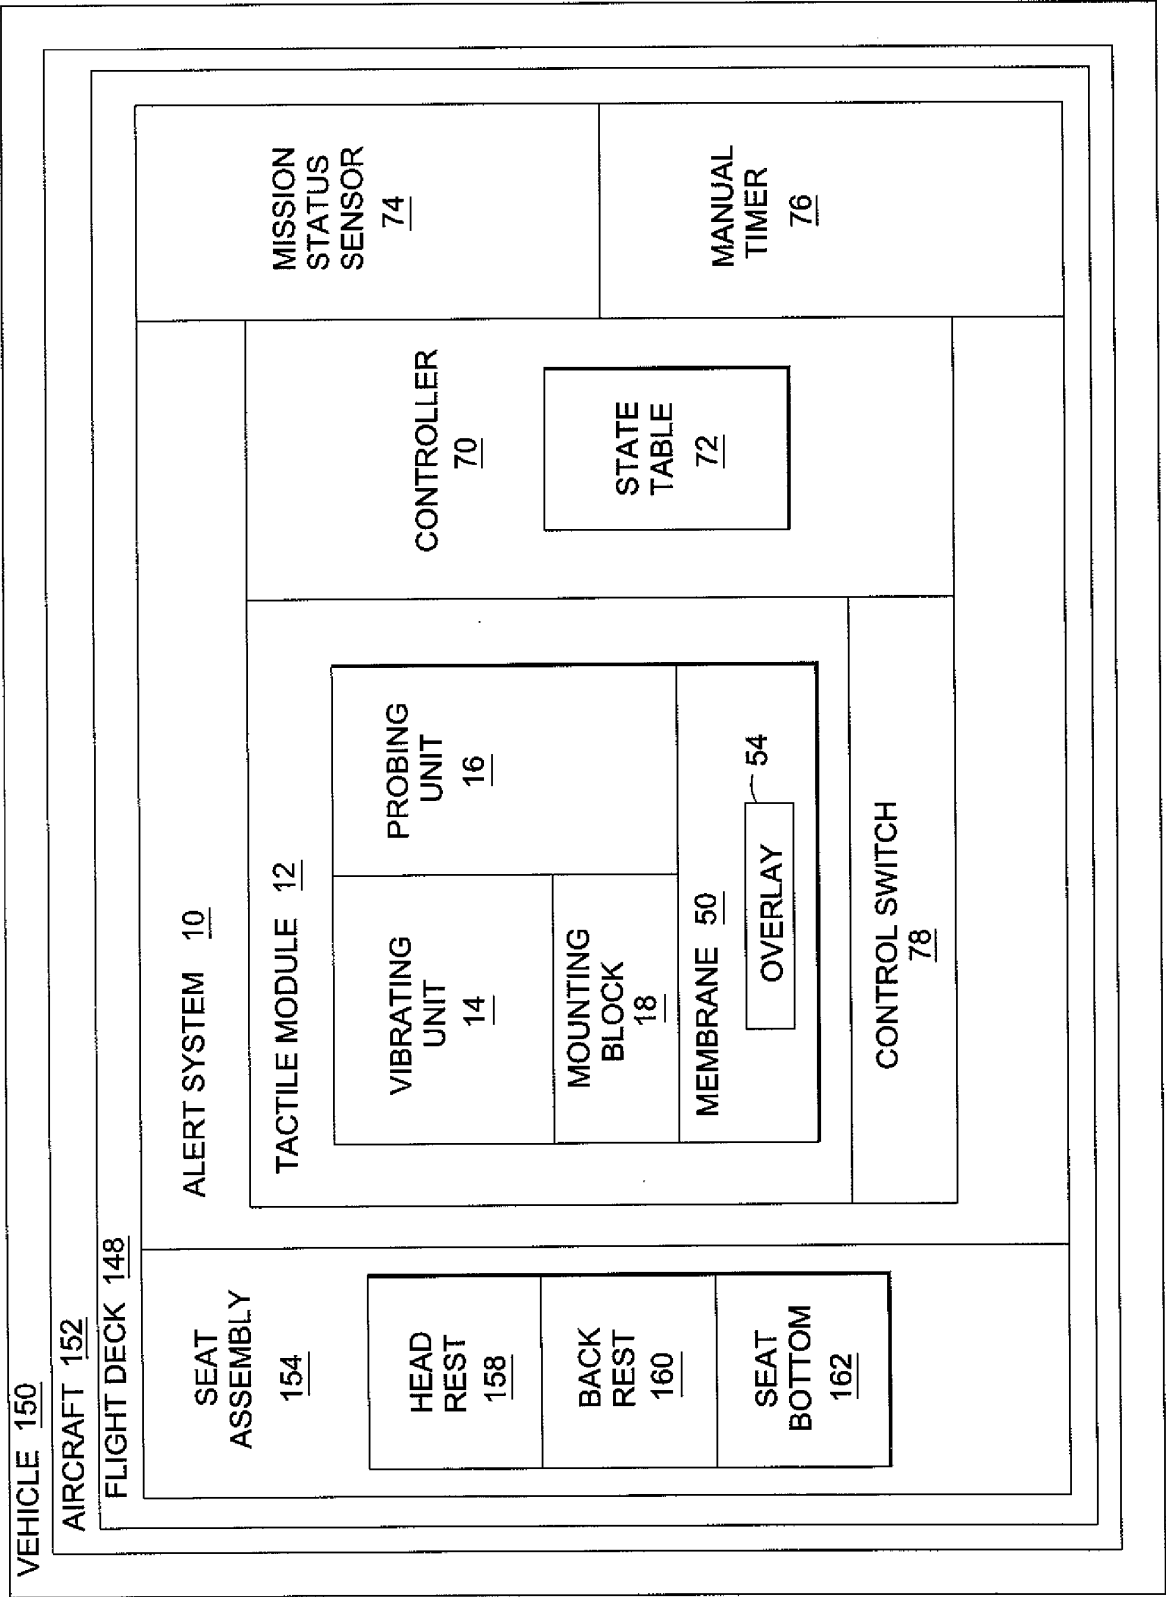 VEHICLE 150
AIRCRAFT 152
FLIGHT DECK 148
SEAT
ASSEMBLY
154
HEAD
REST
158
BACK
REST
160
SEAT
BOTTOM
162
ALERT SYSTEM 10
TACTILE MODULE 12
VIBRATING
UNIT
14
PROBING
UNIT
16
MOUNTING
BLOCK
18
MEMBRANE 50
OVERLAY
54
CONTROL SWITCH
78
CONTROLLER
70
STATE
TABLE
72
MISSION
STATUS
SENSOR
74
MANUAL
TIMER
76